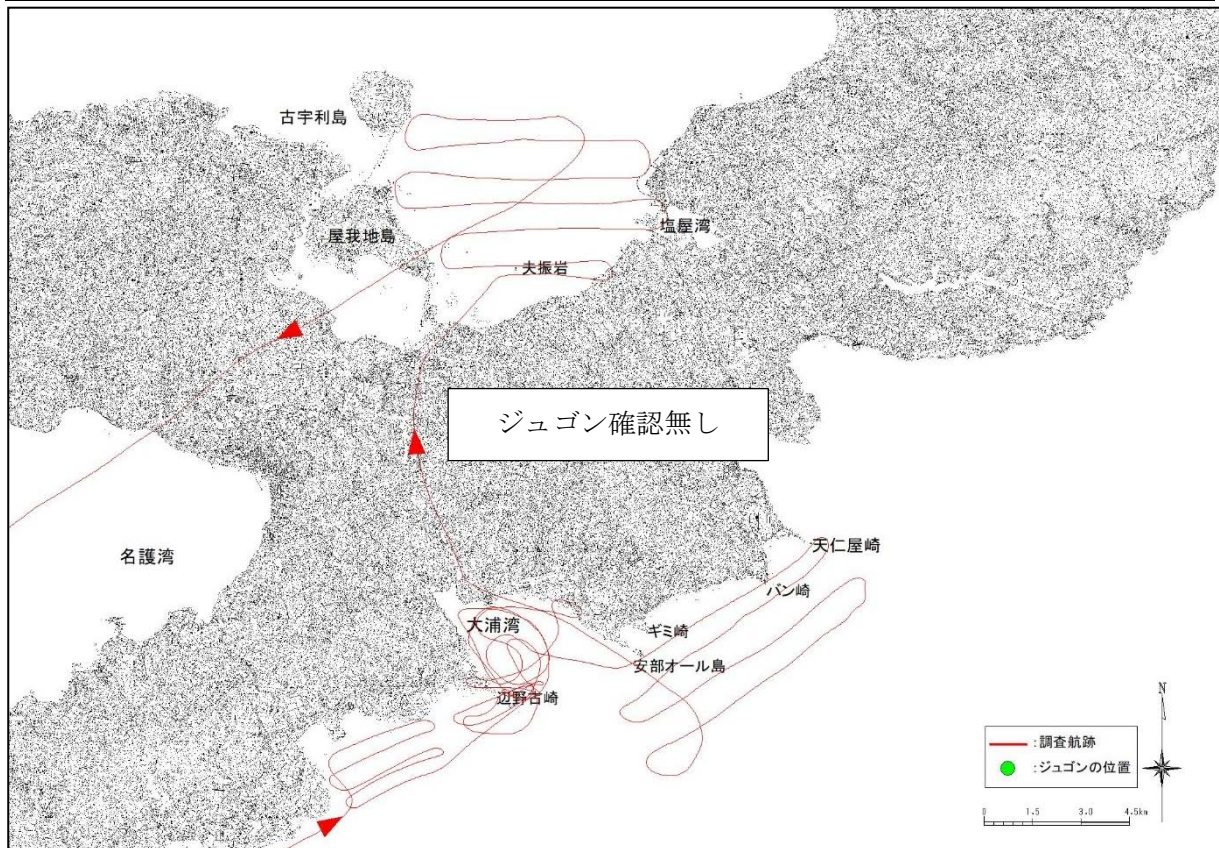 古宇利島
屋我地島
塩屋湾
夫振岩
ジュゴン確認無し
名護湾
天仁屋崎
バン崎
大浦湾
ギミ崎
安部オール島
辺野古崎
N
:調査航跡
:ジュゴンの位置
0 1.5 3.0 4.5km